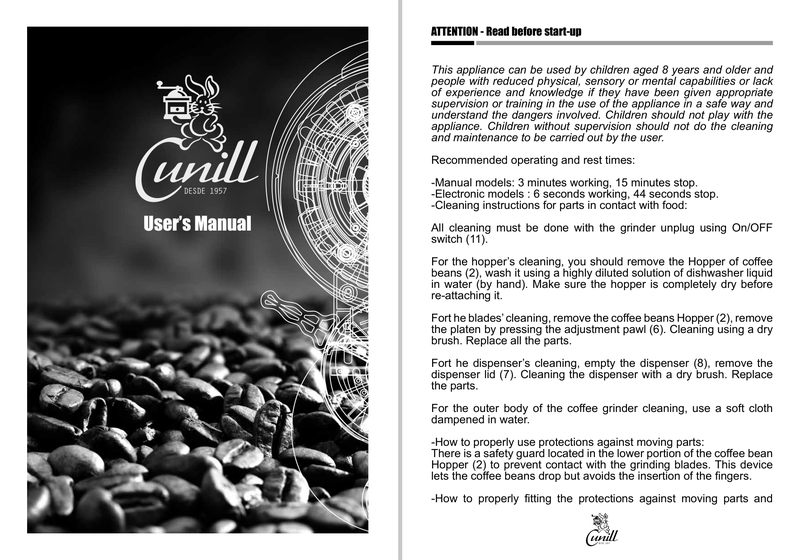 Cunill
DESDE 1957
User's Manual
ATTENTION - Read before start-up
This appliance can be used by children aged 8 years and older and
people with reduced physical, sensory or mental capabilities or lack
of experience and knowledge if they have been given appropriate
supervision or training in the use of the appliance in a safe way and
understand the dangers involved. Children should not play with the
appliance. Children without supervision should not do the cleaning
and maintenance to be carried out by the user.
Recommended operating and rest times:
-Manual models: 3 minutes working, 15 minutes stop.
-Electronic models : 6 seconds working, 44 seconds stop.
-Cleaning instructions for parts in contact with food:
All cleaning must be done with the grinder unplug using On/OFF
switch (11).
For the hopper's cleaning, you should remove the Hopper of coffee
beans (2), wash it using a highly diluted solution of dishwasher liquid
in water (by hand). Make sure the hopper is completely dry before
re-attaching it.
Fort he blades' cleaning, remove the coffee beans Hopper (2), remove
the platen by pressing the adjustment pawl (6). Cleaning using a dry
brush. Replace all the parts.
Fort he dispenser's cleaning, empty the dispenser (8), remove the
dispenser lid (7). Cleaning the dispenser with a dry brush. Replace
the parts.
For the outer body of the coffee grinder cleaning, use a soft cloth
dampened in water.
-How to properly use protections against moving parts:
There is a safety guard located in the lower portion of the coffee bean
Hopper (2) to prevent contact with the grinding blades. This device
lets the coffee beans drop but avoids the insertion of the fingers.
-How to properly fitting the protections against moving parts and
Cunill